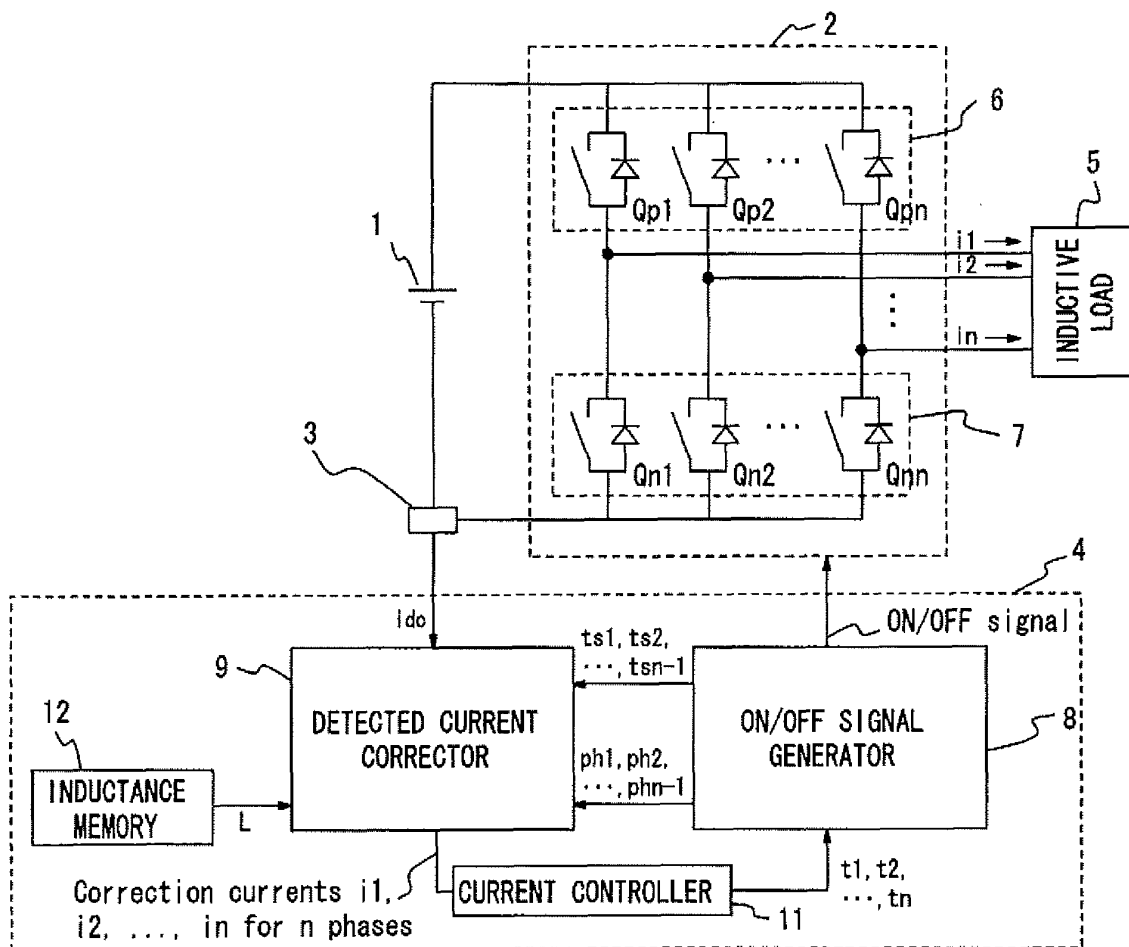 2
6
Qp1
Qp2
...
Qpn
1
5
i1
i2
in
INDUCTIVE
LOAD
3
Qn1
Qn2
...
Qnn
7
4
Idc
ON/OFF signal
9
ts1, ts2,
..., tsn-1
12
DETECTED CURRENT
CORRECTOR
ON/OFF SIGNAL
GENERATOR
8
ph1, ph2,
..., phn-1
INDUCTANCE
MEMORY
L
Correction currents i1,
i2, ..., in for n phases
CURRENT CONTROLLER
11
t1, t2,
..., tn